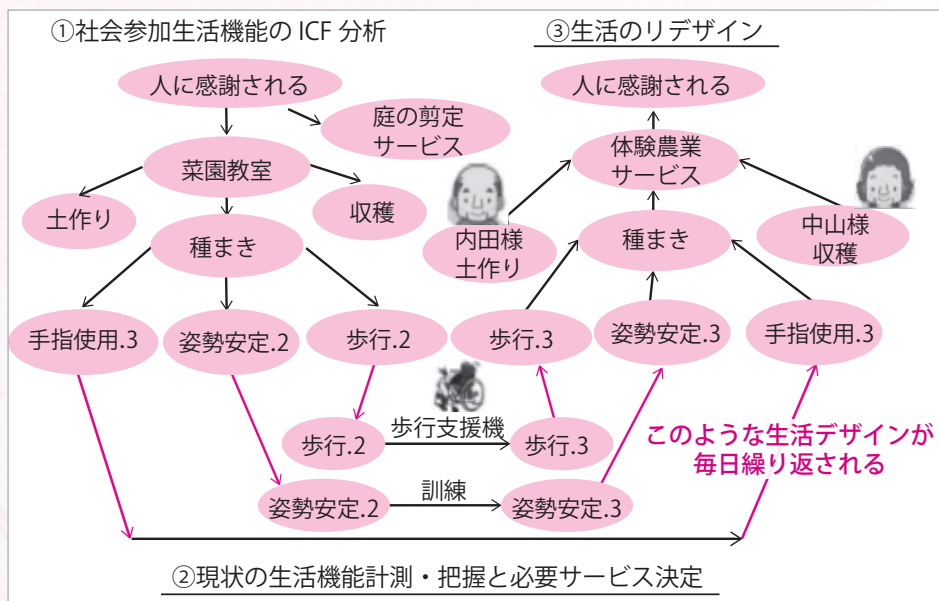 ①社会参加生活機能の ICF 分析
人に感謝される
庭の剪定
サービス
菜園教室
土作り
収穫
種まき
手指使用.3
姿勢安定.2
歩行.2
③生活のリデザイン
人に感謝される
体験農業
サービス
内田様
土作り
種まき
中山様
収穫
歩行.3
姿勢安定.3
手指使用.3
歩行.2
歩行支援機
歩行.3
姿勢安定.2
訓練
姿勢安定.3
このような生活デザインが
毎日繰り返される
②現状の生活機能計測・把握と必要サービス決定